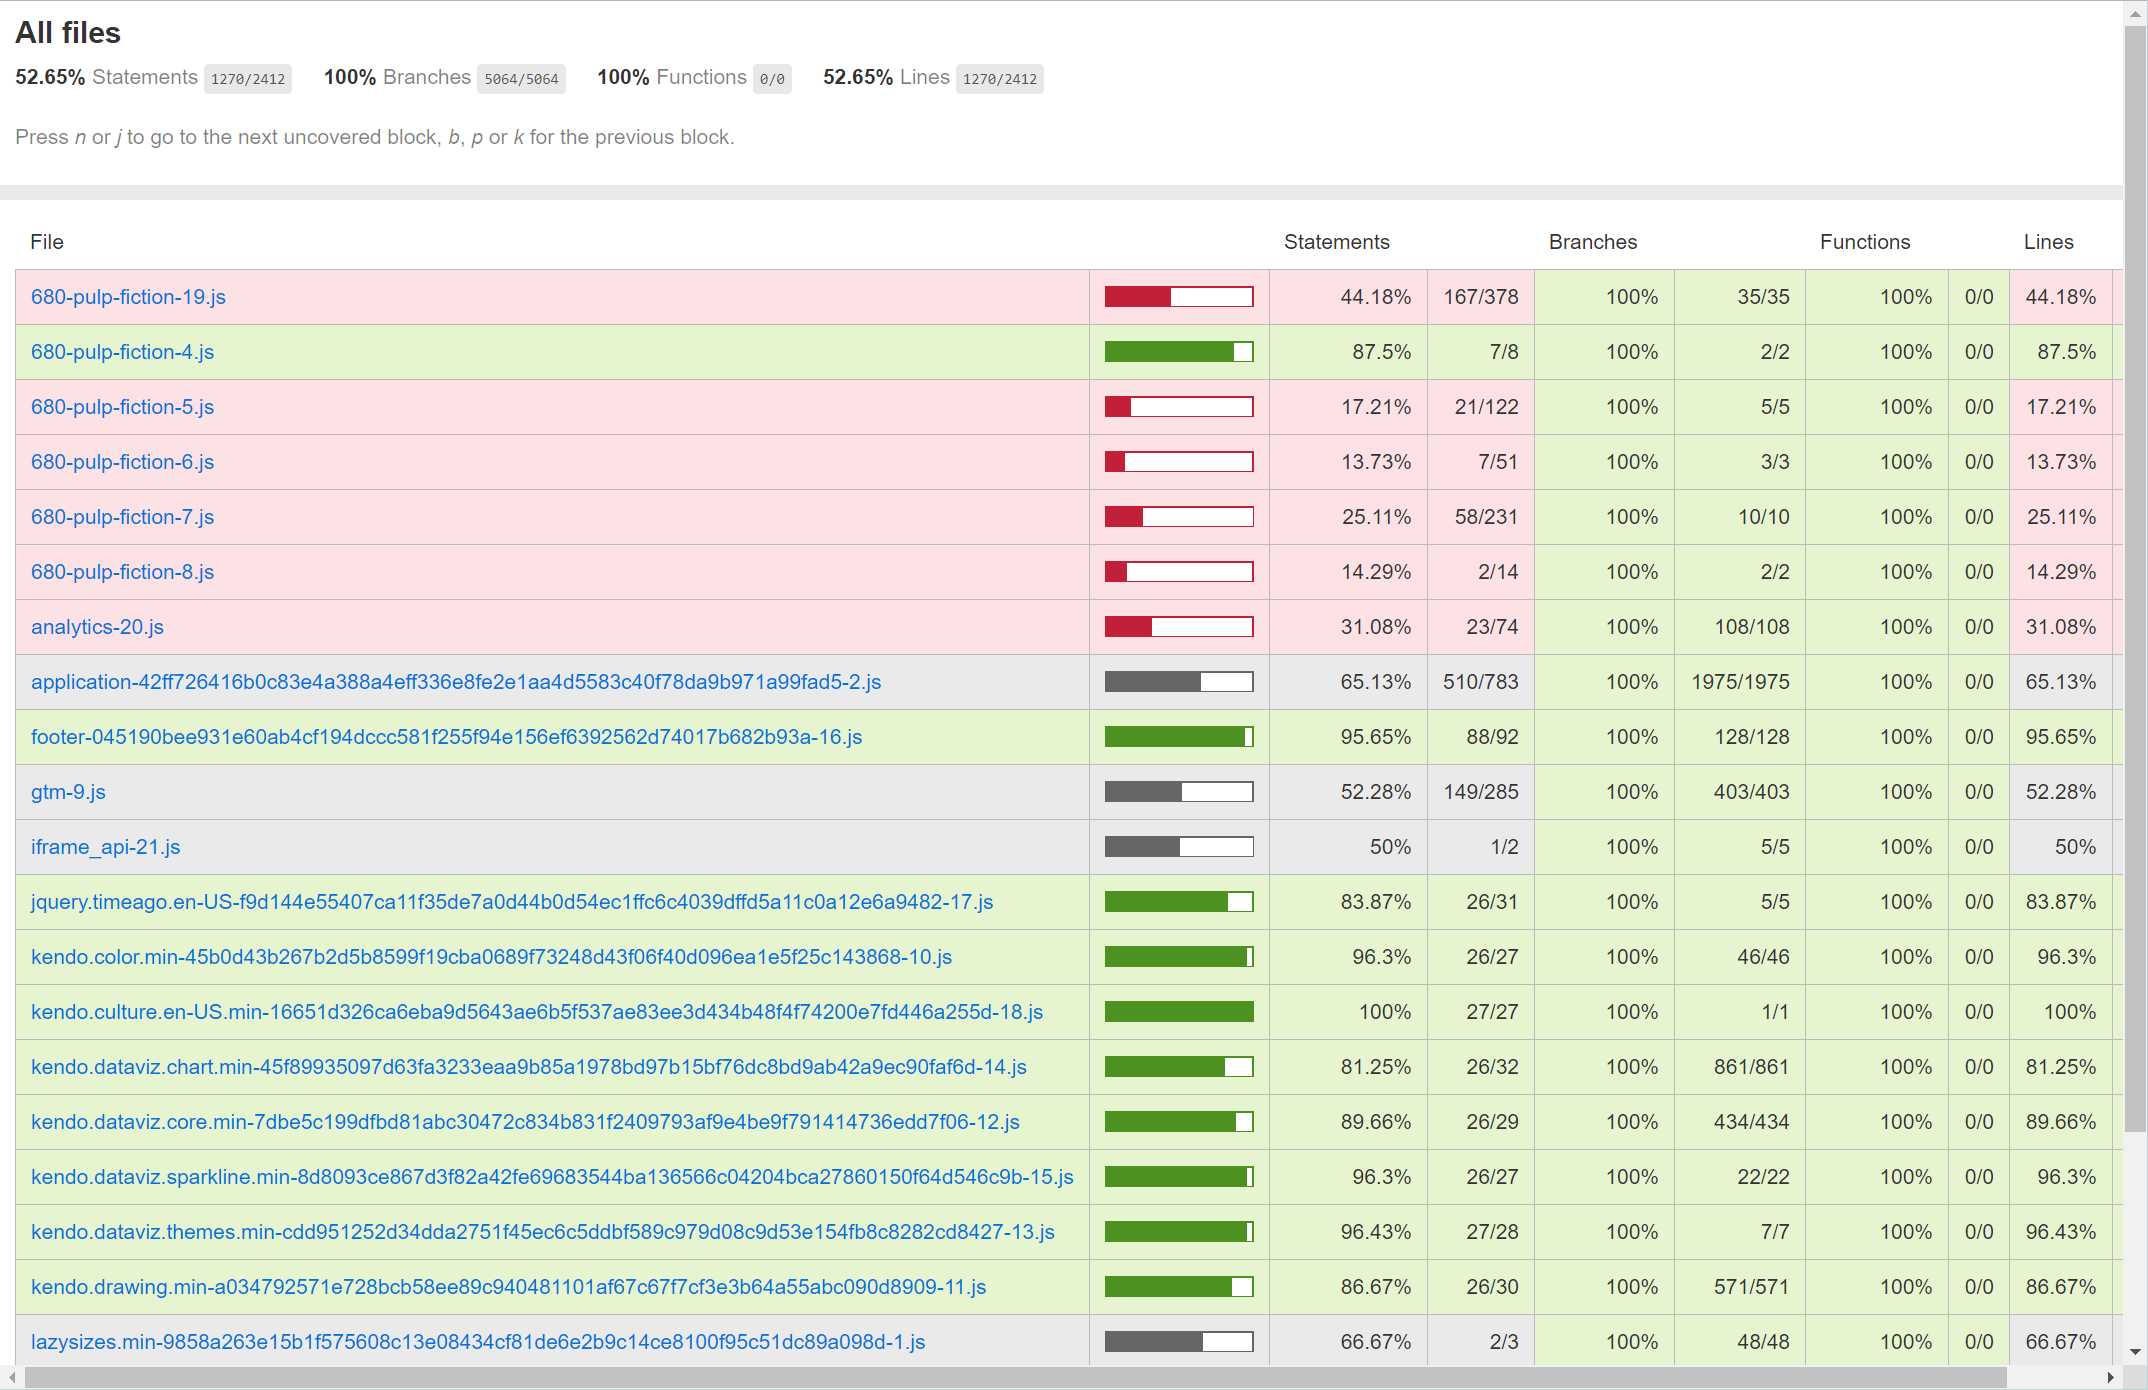 All files
52.65% Statements 1270/2412 100% Branches 5064/5064 100% Functions 0/0 52.65% Lines 1270/2412
Press n or j to go to the next uncovered block, b, p or k for the previous block.
File Statements Branches Functions Lines
680-pulp-fiction-19.js 44.18% 167/378 100% 35/35 100% 0/0 44.18%
680-pulp-fiction-4.js 87.5% 7/8 100% 2/2 100% 0/0 87.5%
680-pulp-fiction-5.js 17.21% 21/122 100% 5/5 100% 0/0 17.21%
680-pulp-fiction-6.js 13.73% 7/51 100% 3/3 100% 0/0 13.73%
680-pulp-fiction-7.js 25.11% 58/231 100% 10/10 100% 0/0 25.11%
680-pulp-fiction-8.js 14.29% 2/14 100% 2/2 100% 0/0 14.29%
analytics-20.js 31.08% 23/74 100% 108/108 100% 0/0 31.08%
application-42ff726416b0c83e4a388a4eff336e8fe2e1aa4d5583c40f78da9b971a99fad5-2.js 65.13% 510/783 100% 1975/1975 100% 0/0 65.13%
footer-045190bee931e60ab4cf194dccc581f255f94e156ef6392562d74017b682b93a-16.js 95.65% 88/92 100% 128/128 100% 0/0 95.65%
gtm-9.js 52.28% 149/285 100% 403/403 100% 0/0 52.28%
iframe_api-21.js 50% 1/2 100% 5/5 100% 0/0 50%
jquery.timeago.en-US-f9d144e55407ca11f35de7a0d44b0d54ec1ffc6c4039dffd5a11c0a12e6a9482-17.js 83.87% 26/31 100% 5/5 100% 0/0 83.87%
kendo.color.min-45b0d43b267b2d5b8599f19cba0689f73248d43f06f40d096ea1e5f25c143868-10.js 96.3% 26/27 100% 46/46 100% 0/0 96.3%
kendo.culture.en-US.min-16651d326ca6eba9d5643ae6b5f537ae83ee3d434b48f4f74200e7fd446a255d-18.js 100% 27/27 100% 1/1 100% 0/0 100%
kendo.dataviz.chart.min-45f89935097d63fa3233eaa9b85a1978bd97b15bf76dc8bd9ab42a9ec90faf6d-14.js 81.25% 26/32 100% 861/861 100% 0/0 81.25%
kendo.dataviz.core.min-7dbe5c199dfbd81abc30472c834b831f2409793af9e4be9f791414736edd7f06-12.js 89.66% 26/29 100% 434/434 100% 0/0 89.66%
kendo.dataviz.sparkline.min-8d8093ce867d3f82a42fe69683544ba136566c04204bca27860150f64d546c9b-15.js 96.3% 26/27 100% 22/22 100% 0/0 96.3%
kendo.dataviz.themes.min-cdd951252d34dda2751f45ec6c5ddbf589c979d08c9d53e154fb8c8282cd8427-13.js 96.43% 27/28 100% 7/7 100% 0/0 96.43%
kendo.drawing.min-a034792571e728bcb58ee89c940481101af67c67f7cf3e3b64a55abc090d8909-11.js 86.67% 26/30 100% 571/571 100% 0/0 86.67%
lazysizes.min-9858a263e15b1f575608c13e08434cf81de6e2b9c14ce8100f95c51dc89a098d-1.js 66.67% 2/3 100% 48/48 100% 0/0 66.67%